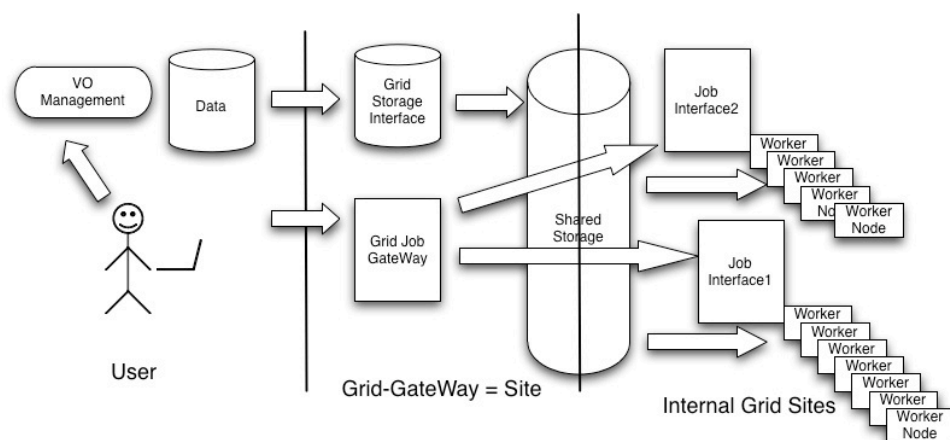 VO
Management
Data
Grid
Storage
Interface
Job
Interface2
Worker
Worker
Worker
Worker
Worker
Node
Grid Job
GateWay
Shared
Storage
Job
Interface1
Worker
Worker
Worker
Worker
Worker
Worker
Worker
Node
User
Grid-GateWay = Site
Internal Grid Sites